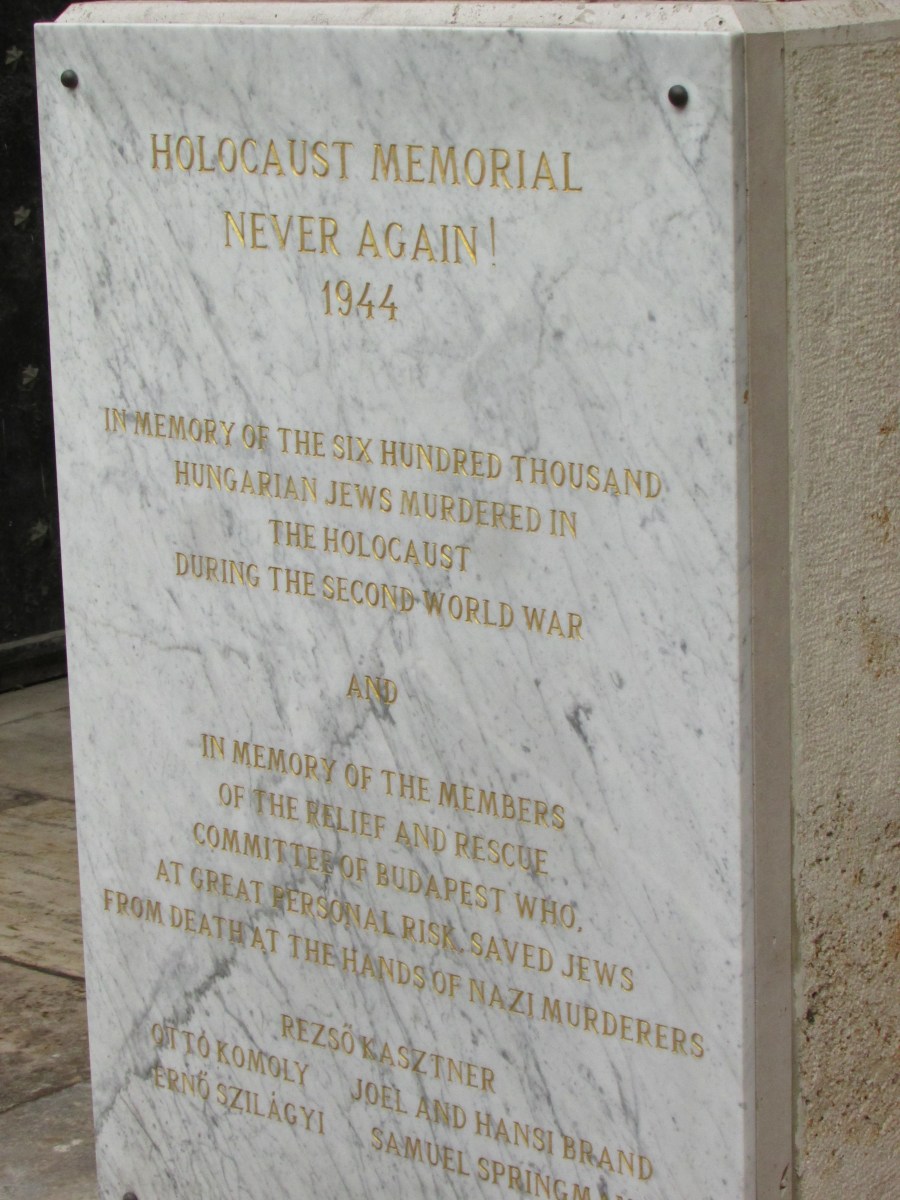 HOLOCAUST MEMORIAL
NEVER AGAIN!
1944
IN MEMORY OF THE SIX HUNDRED THOUSAND
HUNGARIAN JEWS MURDERED IN
THE HOLOCAUST
DURING THE SECOND WORLD WAR
AND
IN MEMORY OF THE MEMBERS
OF THE RELIEF AND RESCUE
COMMITTEE OF BUDAPEST WHO,
AT GREAT PERSONAL RISK, SAVED JEWS
FROM DEATH AT THE HANDS OF NAZI MURDERERS
REZSŐ KASZTNER
OTTÓ KOMOLY JOEL AND HANSI BRAND
ERNŐ SZILÁGYI SAMUEL